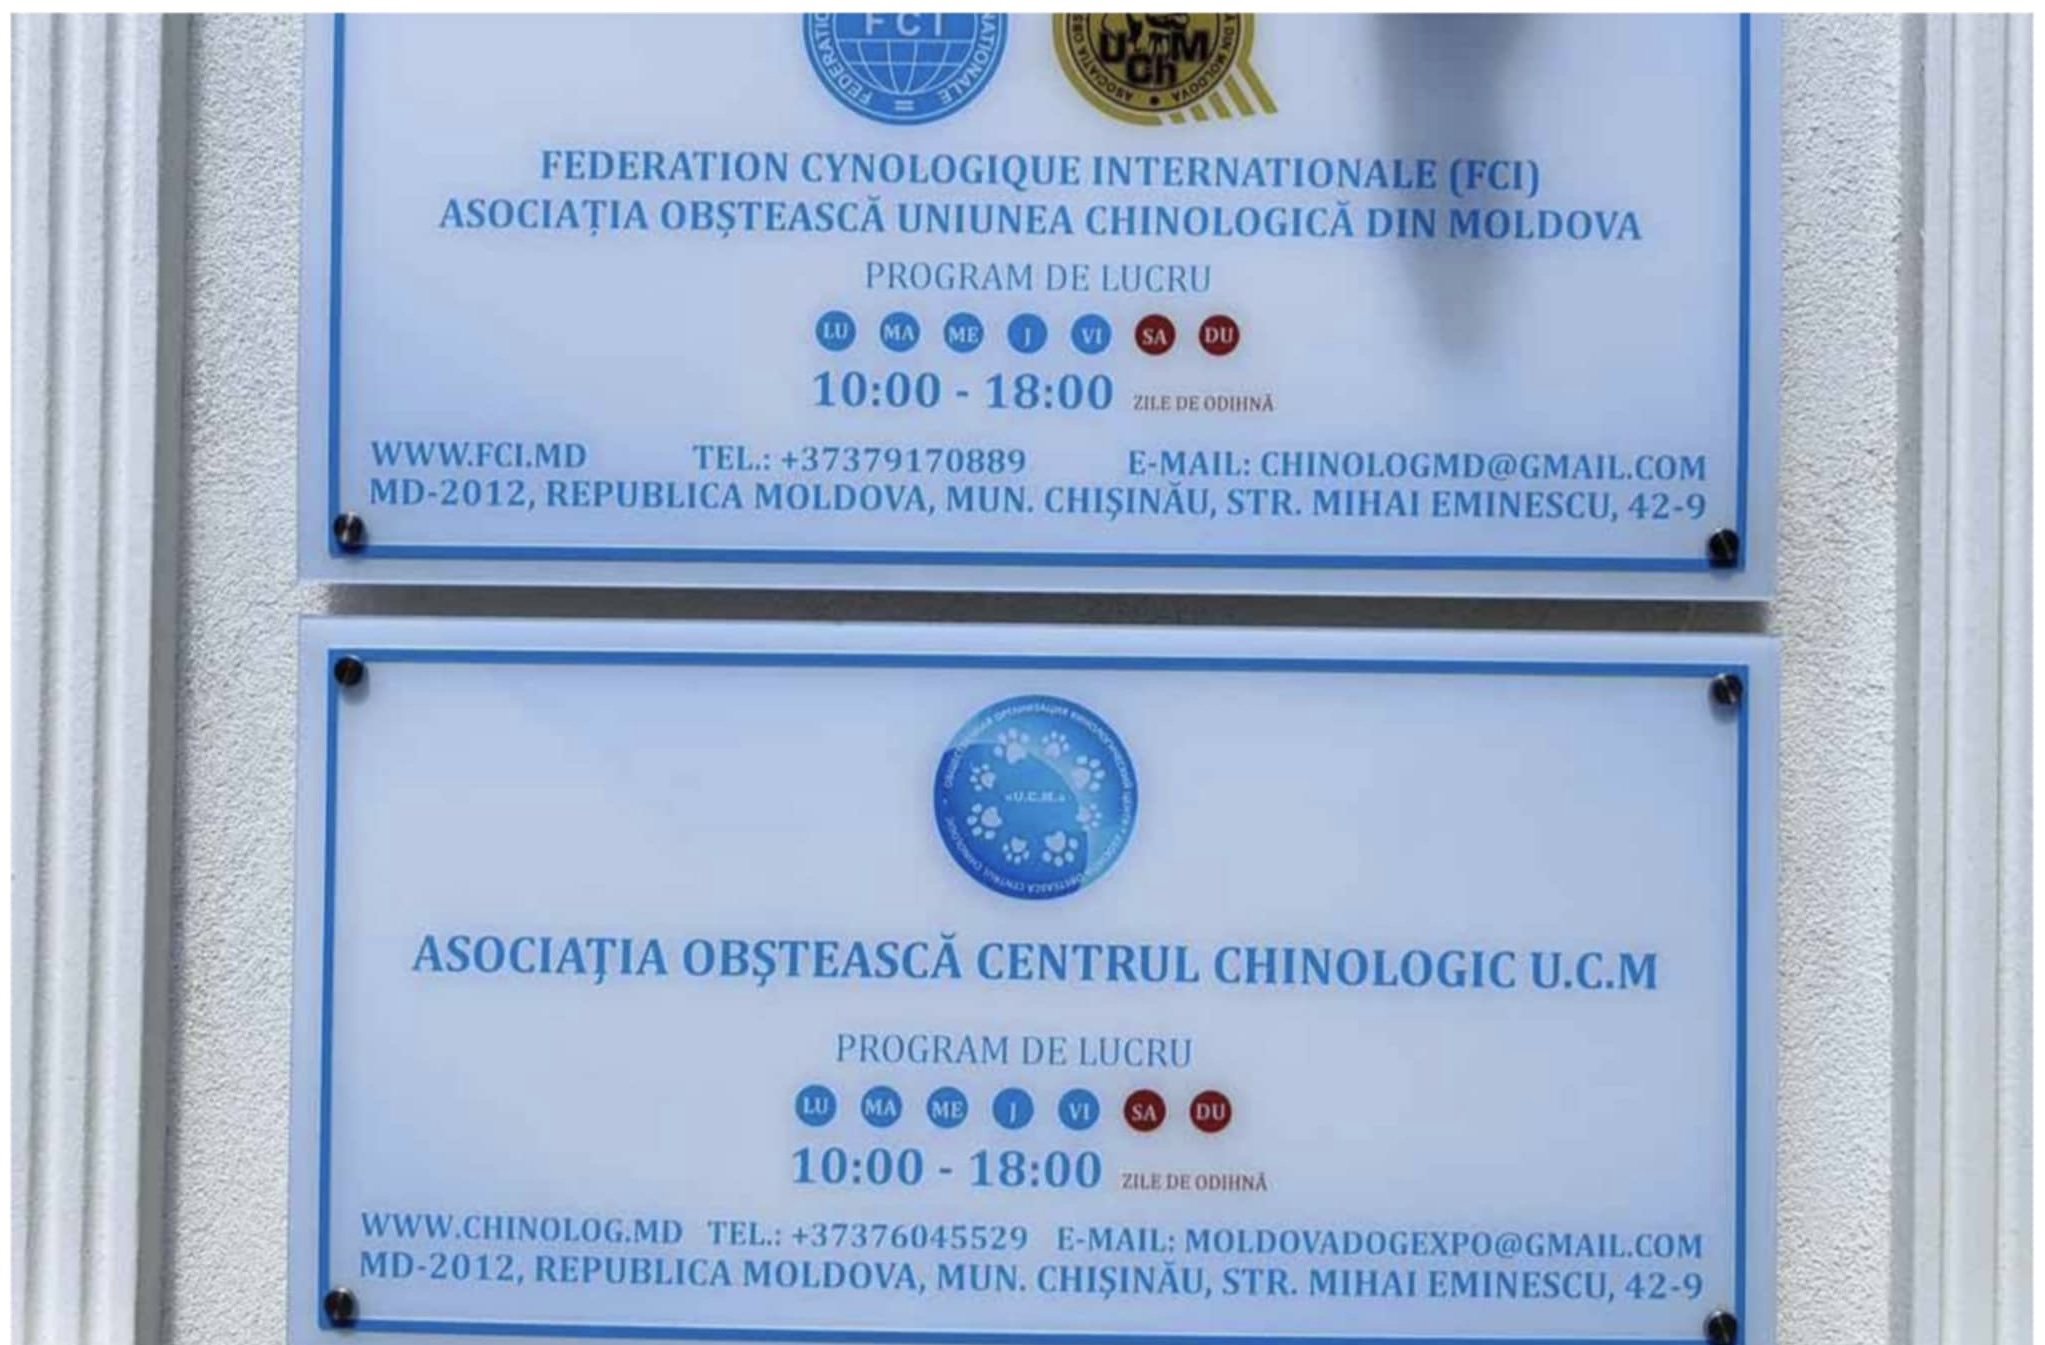 FCI
UChM
FEDERATION CYNOLOGIQUE INTERNATIONALE (FCI)
ASOCIAȚIA OBȘTEASCĂ UNIUNEA CHINOLOGICĂ DIN MOLDOVA
PROGRAM DE LUCRU
LU MA ME J VI SA DU
10:00 - 18:00 ZILE DE ODIHNĂ
WWW.FCI.MD TEL.: +37379170889 E-MAIL: CHINOLOGMD@GMAIL.COM
MD-2012, REPUBLICA MOLDOVA, MUN. CHIȘINĂU, STR. MIHAI EMINESCU, 42-9
«U.C.M.»
ASOCIAŢIA OBŞTEASCĂ CENTRUL CHINOLOGIC U.C.M
PROGRAM DE LUCRU
LU MA ME J VI SA DU
10:00 - 18:00 ZILE DE ODIHNĂ
WWW.CHINOLOG.MD TEL.: +37376045529 E-MAIL: MOLDOVADOGEXPO@GMAIL.COM
MD-2012, REPUBLICA MOLDOVA, MUN. CHIȘINĂU, STR. MIHAI EMINESCU, 42-9